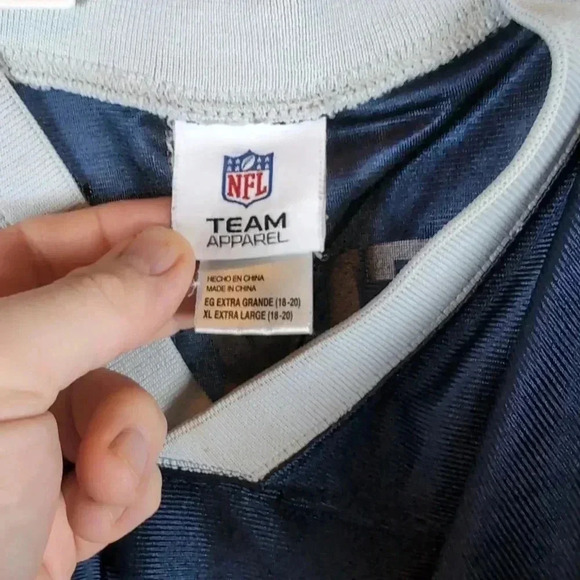 NFL
TEAM
APPAREL
HECHO EN CHINA
MADE IN CHINA
EG EXTRA GRANDE (18-20)
XL EXTRA LARGE (18-20)